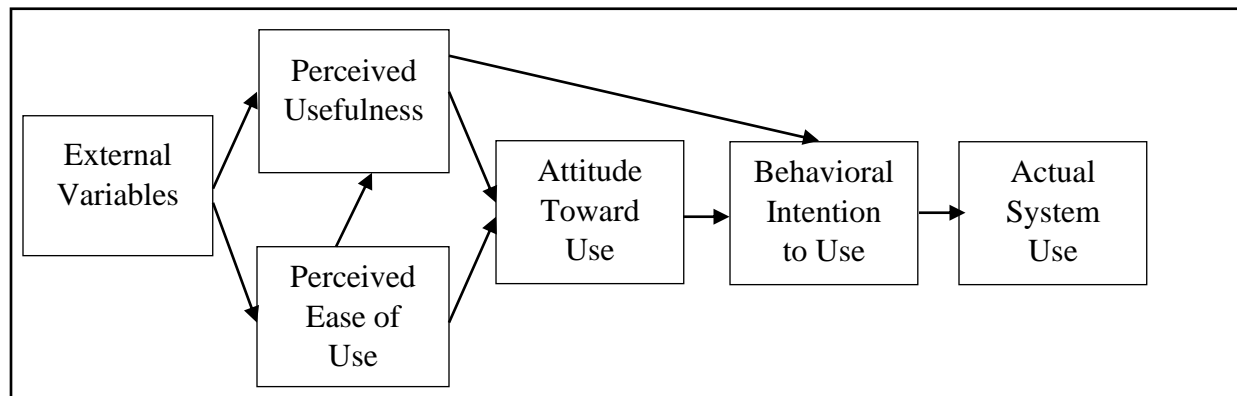 External
Variables
Perceived
Usefulness
Perceived
Ease of
Use
Attitude
Toward
Use
Behavioral
Intention
to Use
Actual
System
Use